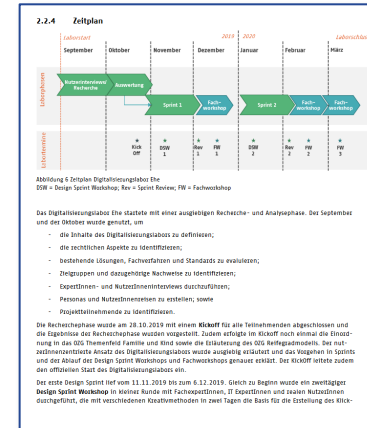 2.2.4 Zeitplan
Laborstart 2019 2020 Laborschluss
September Oktober November Dezember Januar Februar März
Laborphasen
Nutzerinterviews/
Recherche
Auswertung
Sprint 1
Fach-
workshop
Sprint 2
Fach-
workshop
Fach-
workshop
Labortermine
Kick
Off
DSW
1
Rev
1
FW
1
DSW
2
Rev
2
FW
2
FW
3
Abbildung 6 Zeitplan Digitalisierungslabor Ehe
DSW = Design Sprint Workshop; Rev = Sprint Review; FW = Fachworkshop
Das Digitalisierungslabor Ehe startete mit einer ausgiebigen Recherche- und Analysephase. Der September
und der Oktober wurde genutzt, um
- die Inhalte des Digitalisierungslabors zu definieren;
- die rechtlichen Aspekte zu identifizieren;
- bestehende Lösungen, Fachverfahren und Standards zu evaluieren;
- Zielgruppen und dazugehörige Nachweise zu identifizieren;
- ExpertInnen- und NutzerInneninterviews durchzuführen;
- Personas und NutzerInnenreisen zu erstellen; sowie
- Projektteilnehmende zu identifizieren.
Die Recherchephase wurde am 28.10.2019 mit einem Kickoff für alle Teilnehmenden abgeschlossen und
die Ergebnisse der Recherchephase wurden vorgestellt. Zudem erfolgte im Kickoff noch einmal die Einord-
nung in das OZG Themenfeld Familie und Kind sowie die Erläuterung des OZG Reifegradmodells. Der nut-
zerInnenzentrierte Ansatz des Digitalisierungslabors wurde ausgiebig erläutert und das Vorgehen in Sprints
und der Ablauf der Design Sprint Workshops und Fachworkshops genauer erklärt. Der Kickoff leitete zudem
den offiziellen Start des Digitalisierungslabors ein.
Der erste Design Sprint lief vom 11.11.2019 bis zum 6.12.2019. Gleich zu Beginn wurde ein zweitägiger
Design Sprint Workshop in kleiner Runde mit FachexpertInnen, IT ExpertInnen und realen NutzerInnen
durchgeführt, die mit verschiedenen Kreativmethoden in zwei Tagen die Basis für die Erstellung des Klick-